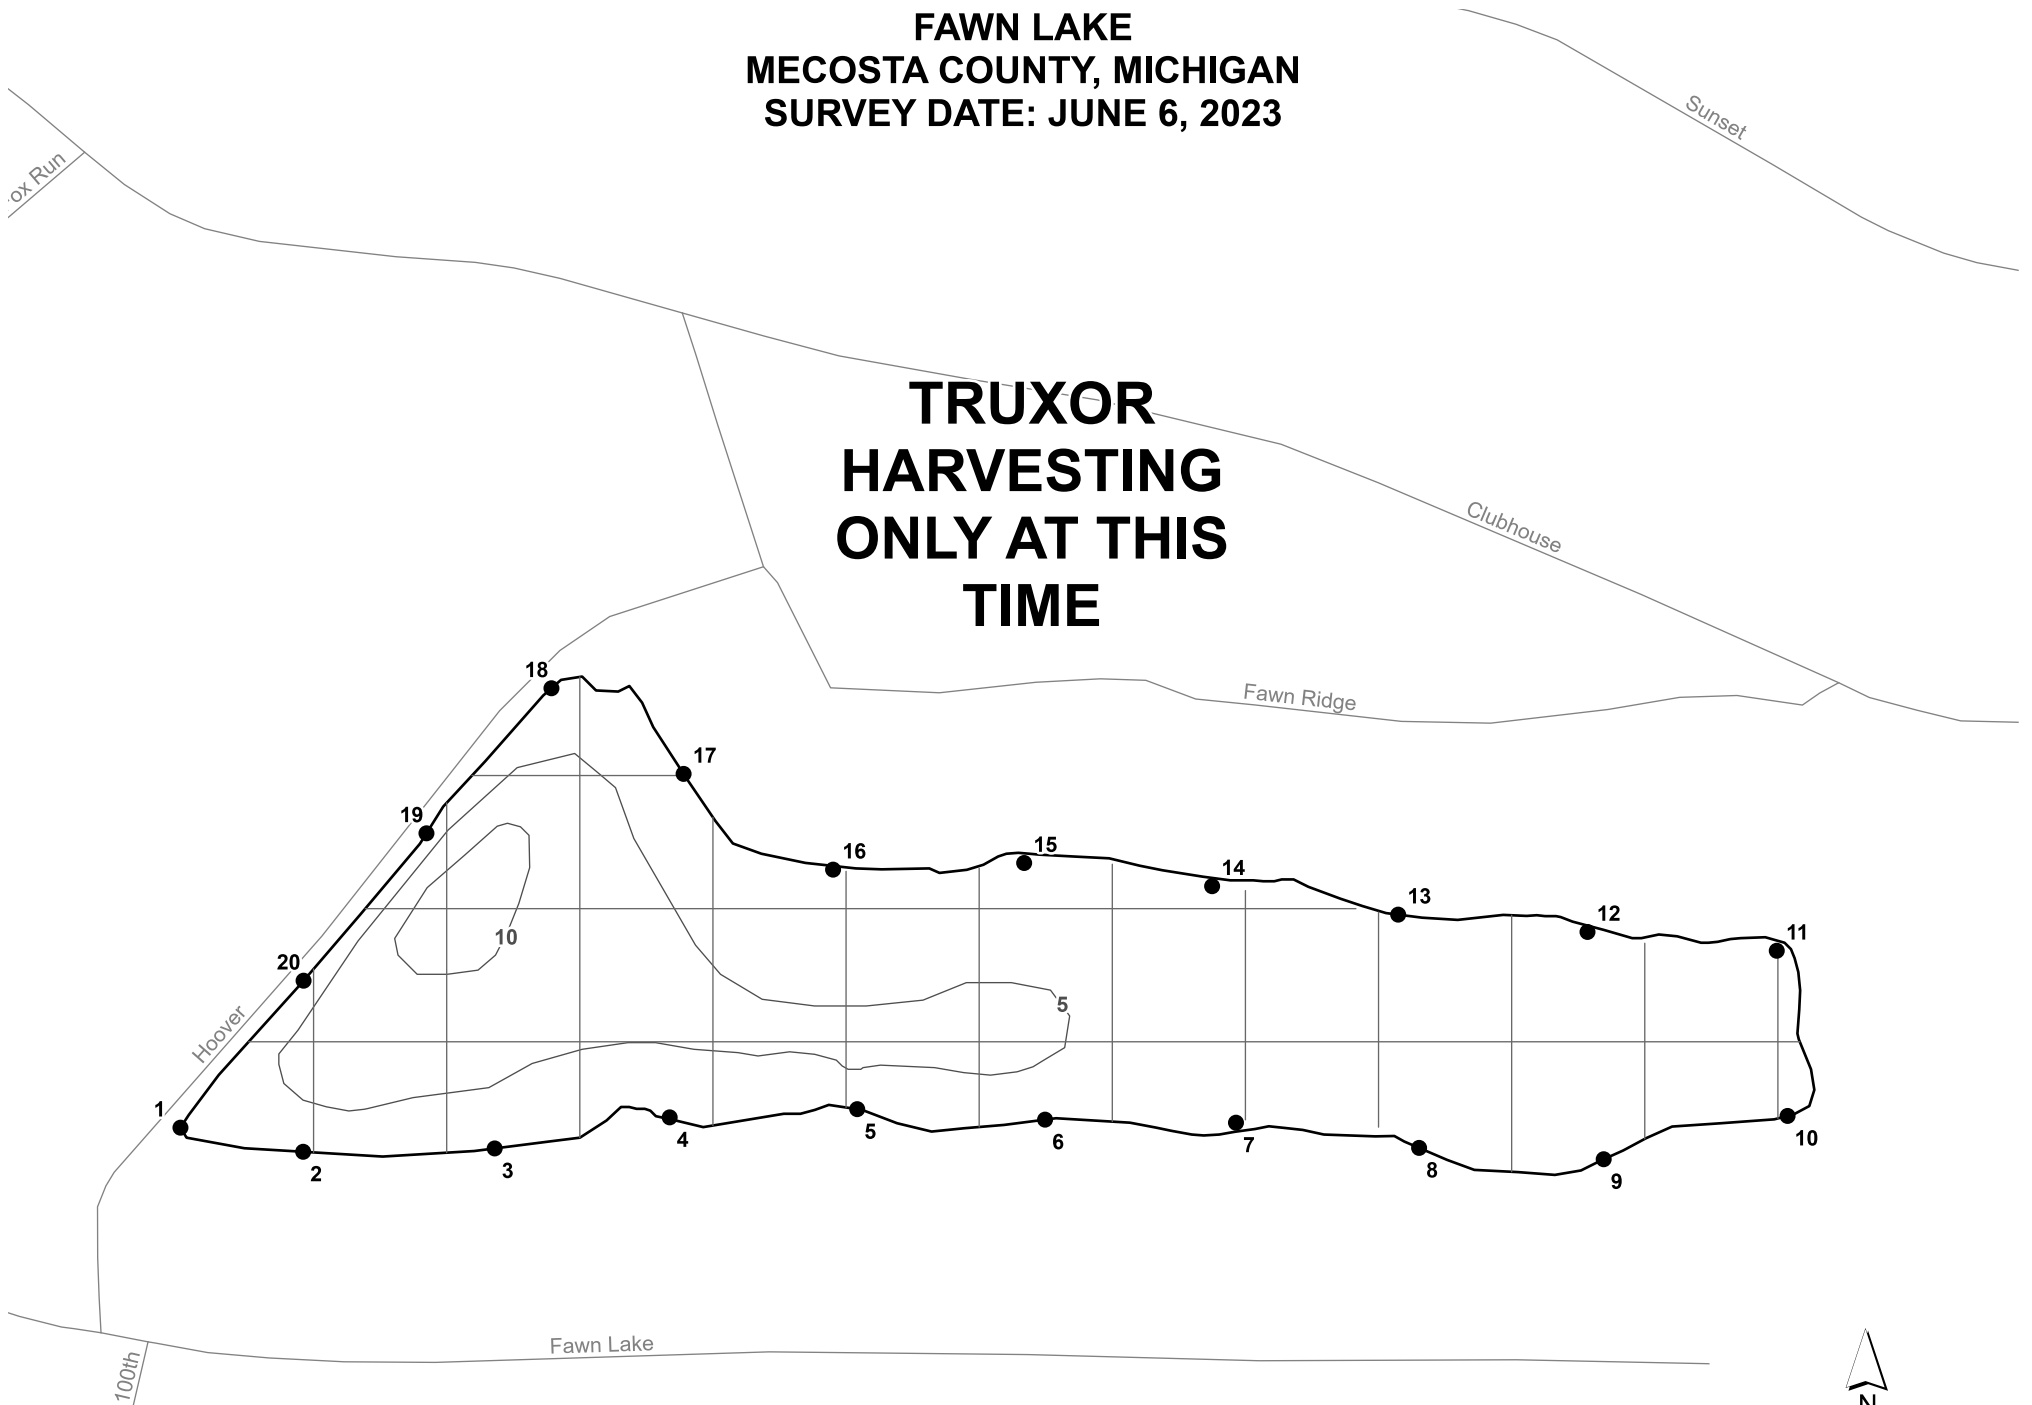 FAWN LAKE
MECOSTA COUNTY, MICHIGAN
SURVEY DATE: JUNE 6, 2023
Sunset
ox Run
TRUXOR
HARVESTING
ONLY AT THIS
TIME
Clubhouse
18
Fawn Ridge
17
19
15
16
14
13
12
11
10
20
5
Hoover
1
4
5
6
7
10
2
3
8
9
Fawn Lake
100th
N